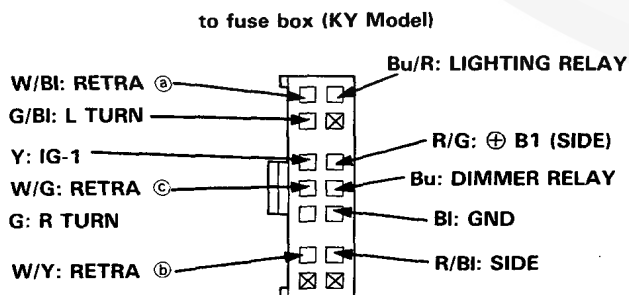 to fuse box (KY Model)
W/Bl: RETRA ⓐ
Bu/R: LIGHTING RELAY
G/Bl: L TURN
R/G: ⊕ B1 (SIDE)
Y: IG-1
Bu: DIMMER RELAY
W/G: RETRA ⓒ
G: R TURN
Bl: GND
W/Y: RETRA ⓑ
R/Bl: SIDE